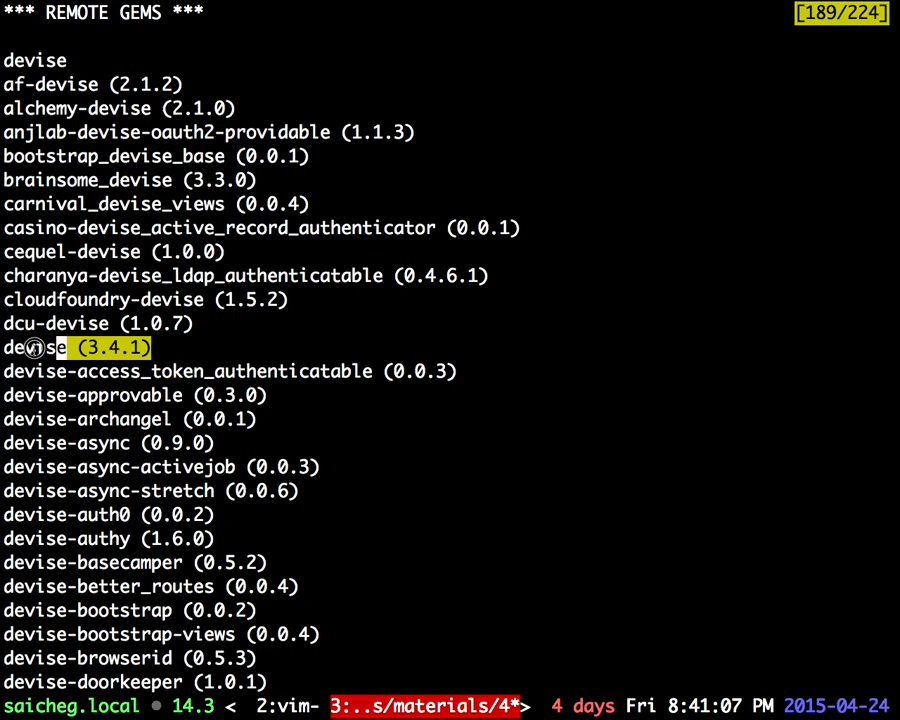 *** REMOTE GEMS *** [189/224]
devise
af-devise (2.1.2)
alchemy-devise (2.1.0)
anjlab-devise-oauth2-providable (1.1.3)
bootstrap_devise_base (0.0.1)
brainsome_devise (3.3.0)
carnival_devise_views (0.0.4)
casino-devise_active_record_authenticator (0.0.1)
cequel-devise (1.0.0)
charanya-devise_ldap_authenticatable (0.4.6.1)
cloudfoundry-devise (1.5.2)
dcu-devise (1.0.7)
devise (3.4.1)
devise-access_token_authenticatable (0.0.3)
devise-approvable (0.3.0)
devise-archangel (0.0.1)
devise-async (0.9.0)
devise-async-activejob (0.0.3)
devise-async-stretch (0.0.6)
devise-auth0 (0.0.2)
devise-authy (1.6.0)
devise-basecamper (0.5.2)
devise-better_routes (0.0.4)
devise-bootstrap (0.0.2)
devise-bootstrap-views (0.0.4)
devise-browserid (0.5.3)
devise-doorkeeper (1.0.1)
saicheg.local ● 14.3 < 2:vim- 3:..s/materials/4*> 4 days Fri 8:41:07 PM 2015-04-24